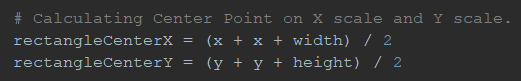 # Calculating Center Point on X scale and Y scale.
rectangleCenterX = (x + x + width) / 2
rectangleCenterY = (y + y + height) / 2